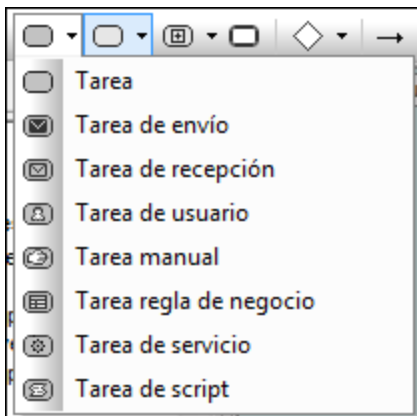 Tarea
Tarea de envío
Tarea de recepción
Tarea de usuario
Tarea manual
Tarea regla de negocio
Tarea de servicio
Tarea de script